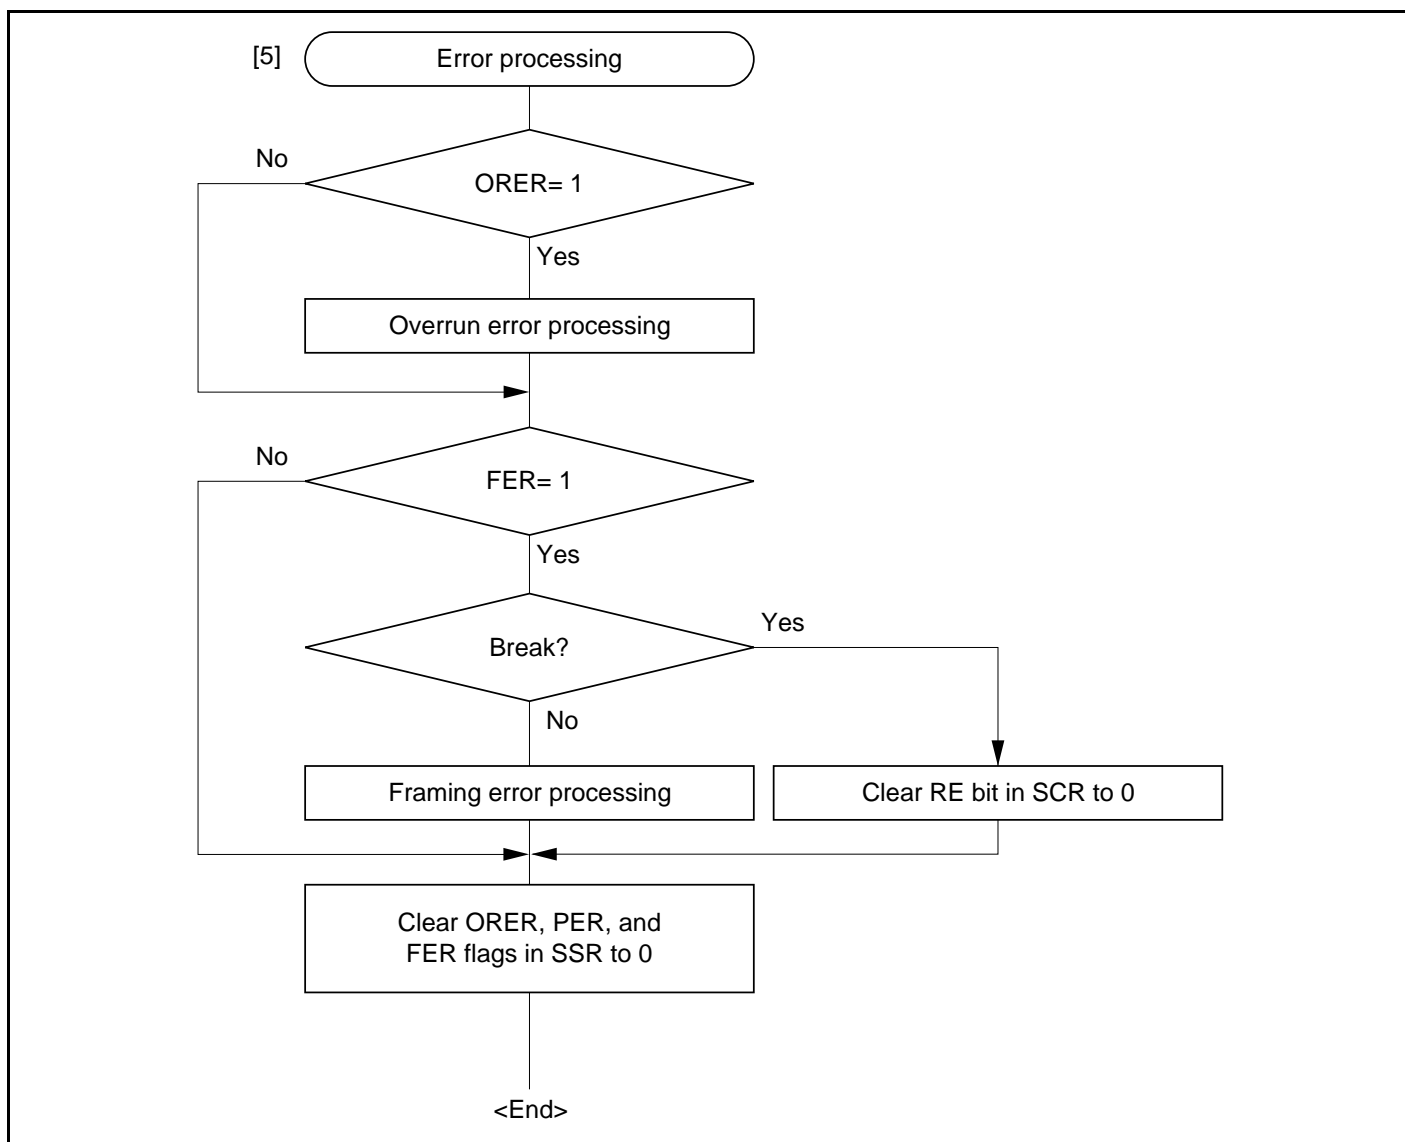 [5] Error processing
No
ORER= 1
Yes
Overrun error processing
No
FER= 1
Yes
Break?
Yes
No
Framing error processing
Clear RE bit in SCR to 0
Clear ORER, PER, and
FER flags in SSR to 0
<End>